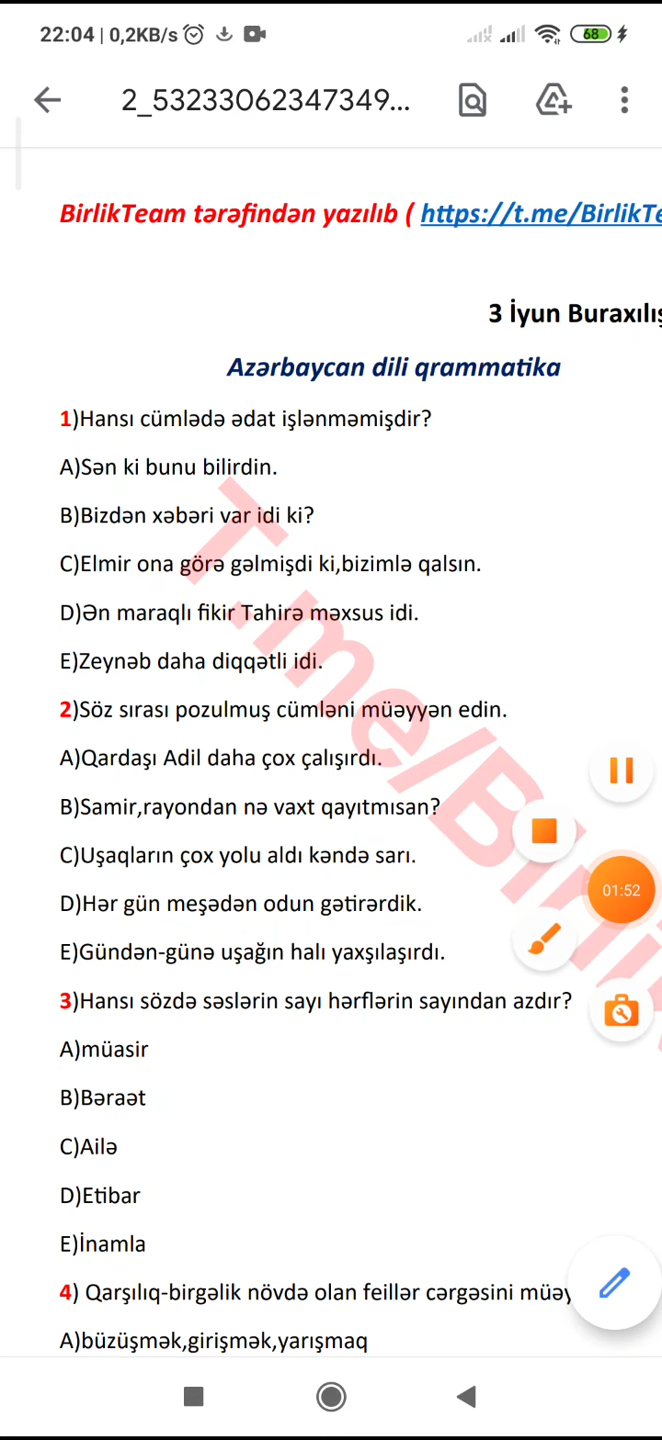 22:04 | 0,2KB/s
68
2_53233062347349...
BirlikTeam tərəfindən yazılıb ( https://t.me/BirlikTe
3 İyun Buraxılış
Azərbaycan dili qrammatika
1)Hansı cümlədə ədat işlənməmişdir?
A)Sən ki bunu bilirdin.
B)Bizdən xəbəri var idi ki?
C)Elmir ona görə gəlmişdi ki,bizimlə qalsın.
D)Ən maraqlı fikir Tahirə məxsus idi.
E)Zeynəb daha diqqətli idi.
2)Söz sırası pozulmuş cümləni müəyyən edin.
A)Qardaşı Adil daha çox çalışırdı.
B)Samir,rayondan nə vaxt qayıtmısan?
C)Uşaqların çox yolu aldı kəndə sarı.
D)Hər gün meşədən odun gətirərdik.
E)Gündən-günə uşağın halı yaxşılaşırdı.
01:52
3)Hansı sözdə səslərin sayı hərflərin sayından azdır?
A)müasir
B)Bəraət
C)Ailə
D)Etibar
E)İnamla
4) Qarşılıq-birgəlik növdə olan feillər cərgəsini müəy
A)büzüşmək,girişmək,yarışmaq
T.me/Birli